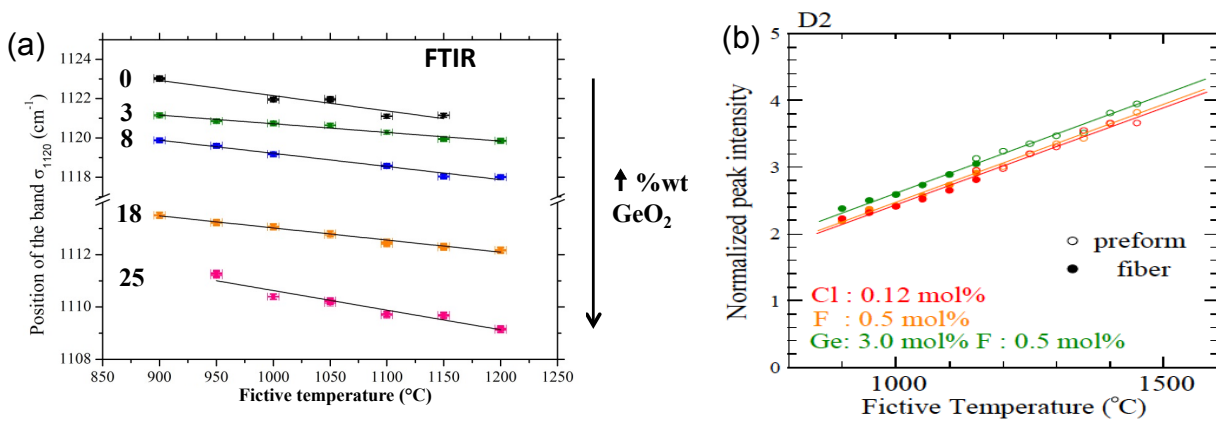 (a)
FTIR
Position of the band σ1120 (cm-1)
1124
1123
1122
1121
1120
1118
1112
1110
1108
0
3
8
18
25
850 900 950 1000 1050 1100 1150 1200 1250
Fictive temperature (°C)
↑ %wt
GeO2
(b)
D2
Normalized peak intensity
5
4
3
2
1
0
○ preform
● fiber
Cl : 0.12 mol%
F : 0.5 mol%
Ge: 3.0 mol% F : 0.5 mol%
1000 1500
Fictive Temperature (°C)